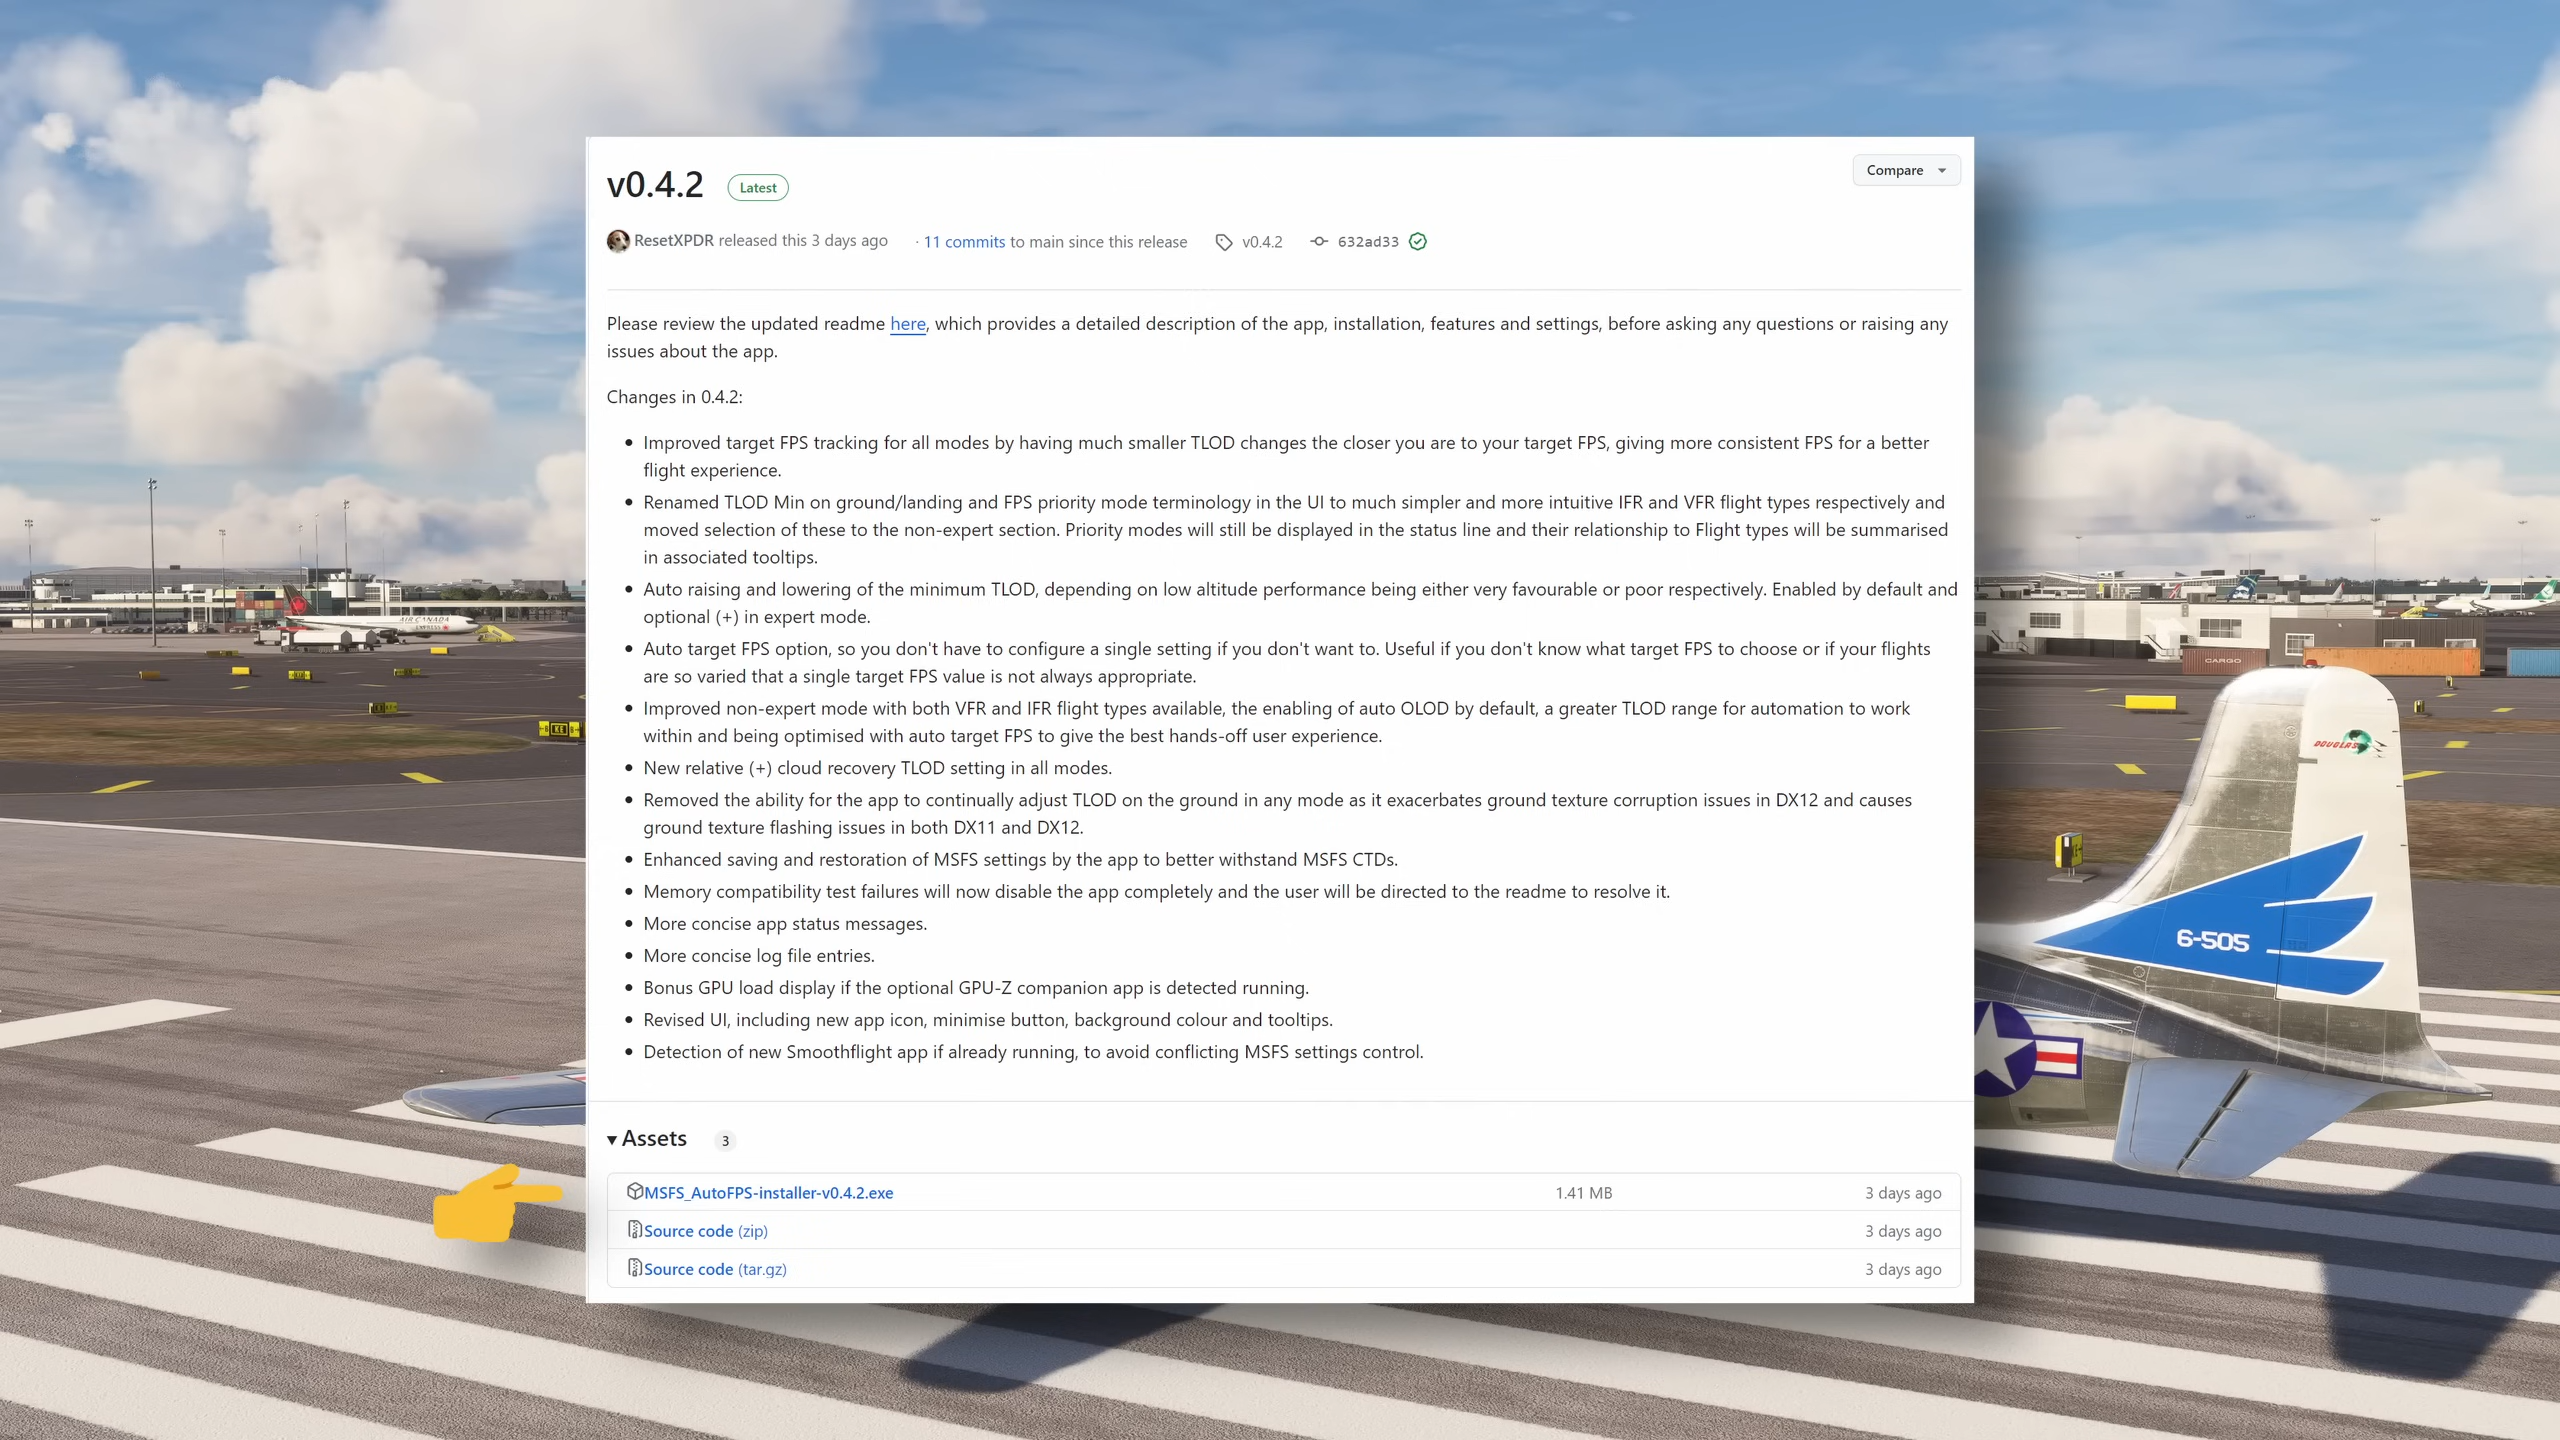 v0.4.2 Latest Compare
ResetXPDR released this 3 days ago · 11 commits to main since this release v0.4.2 632ad33
Please review the updated readme here, which provides a detailed description of the app, installation, features and settings, before asking any questions or raising any
issues about the app.
Changes in 0.4.2:
Improved target FPS tracking for all modes by having much smaller TLOD changes the closer you are to your target FPS, giving more consistent FPS for a better
flight experience.
Renamed TLOD Min on ground/landing and FPS priority mode terminology in the UI to much simpler and more intuitive IFR and VFR flight types respectively and
moved selection of these to the non-expert section. Priority modes will still be displayed in the status line and their relationship to Flight types will be summarised
in associated tooltips.
Auto raising and lowering of the minimum TLOD, depending on low altitude performance being either very favourable or poor respectively. Enabled by default and
optional (+) in expert mode.
Auto target FPS option, so you don't have to configure a single setting if you don't want to. Useful if you don't know what target FPS to choose or if your flights
are so varied that a single target FPS value is not always appropriate.
Improved non-expert mode with both VFR and IFR flight types available, the enabling of auto OLOD by default, a greater TLOD range for automation to work
within and being optimised with auto target FPS to give the best hands-off user experience.
New relative (+) cloud recovery TLOD setting in all modes.
Removed the ability for the app to continually adjust TLOD on the ground in any mode as it exacerbates ground texture corruption issues in DX12 and causes
ground texture flashing issues in both DX11 and DX12.
Enhanced saving and restoration of MSFS settings by the app to better withstand MSFS CTDs.
Memory compatibility test failures will now disable the app completely and the user will be directed to the readme to resolve it.
More concise app status messages.
More concise log file entries.
Bonus GPU load display if the optional GPU-Z companion app is detected running.
Revised UI, including new app icon, minimise button, background colour and tooltips.
Detection of new Smoothflight app if already running, to avoid conflicting MSFS settings control.
Assets 3
MSFS_AutoFPS-installer-v0.4.2.exe 1.41 MB 3 days ago
Source code (zip) 3 days ago
Source code (tar.gz) 3 days ago
AIR CANADA
EXPRESS
CARGO
DOUGLAS
6-505